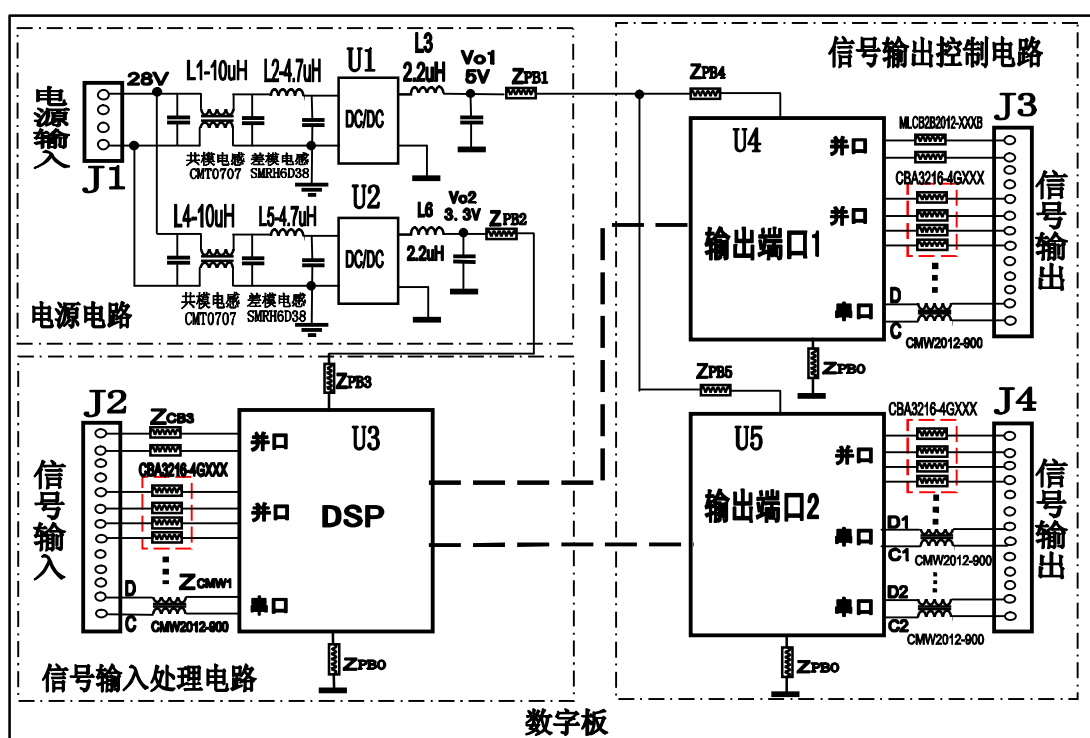 电源输入
J1
28V
L1-10uH
L2-4.7uH
U1
DC/DC
L3
2.2uH
Vo1
5V
ZPB1
共模电感
CMT0707
差模电感
SMRH6D38
L4-10uH
L5-4.7uH
U2
DC/DC
L6
2.2uH
Vo2
3.3V
ZPB2
共模电感
CMT0707
差模电感
SMRH6D38
电源电路
信号输出控制电路
ZPB4
U4
输出端口1
并口
并口
串口
D
C
MLCB2B2012-XXXB
CBA3216-4GXXX
CMW2012-900
J3
信号输出
ZPBO
ZPB5
U5
输出端口2
并口
串口
串口
D1
C1
D2
C2
CBA3216-4GXXX
CMW2012-900
CMW2012-900
J4
信号输出
ZPBO
J2
信号输入
ZCB3
CBA3216-4GXXX
ZCMW1
D
C
CMW2012-900
ZPB3
U3
DSP
并口
并口
串口
ZPBO
信号输入处理电路
数字板